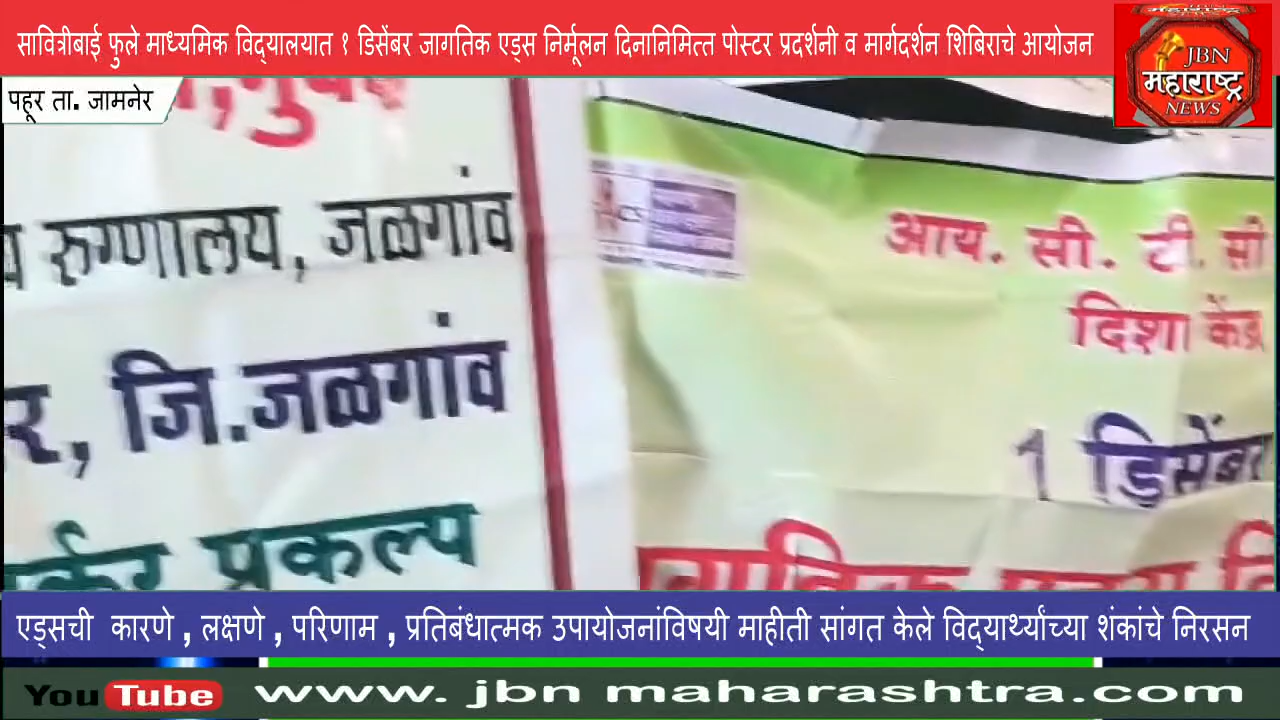 सावित्रीबाई फुले माध्यमिक विद्यालयात १ डिसेंबर जागतिक एड्स निर्मूलन दिनानिमित्त पोस्टर प्रदर्शनी व मार्गदर्शन शिबिराचे आयोजन
JBN
महाराष्ट्र
NEWS
पहूर ता. जामनेर
रुग्णालय, जळगांव
जि.जळगांव
प्रकल्प
आय. सी. टी. सी
दिशा केंद्र
1 डिसेंबर
एड्सची कारणे , लक्षणे , परिणाम , प्रतिबंधात्मक उपायोजनांविषयी माहीती सांगत केले विद्यार्थ्यांच्या शंकांचे निरसन
YouTube www. jbn maharashtra.com